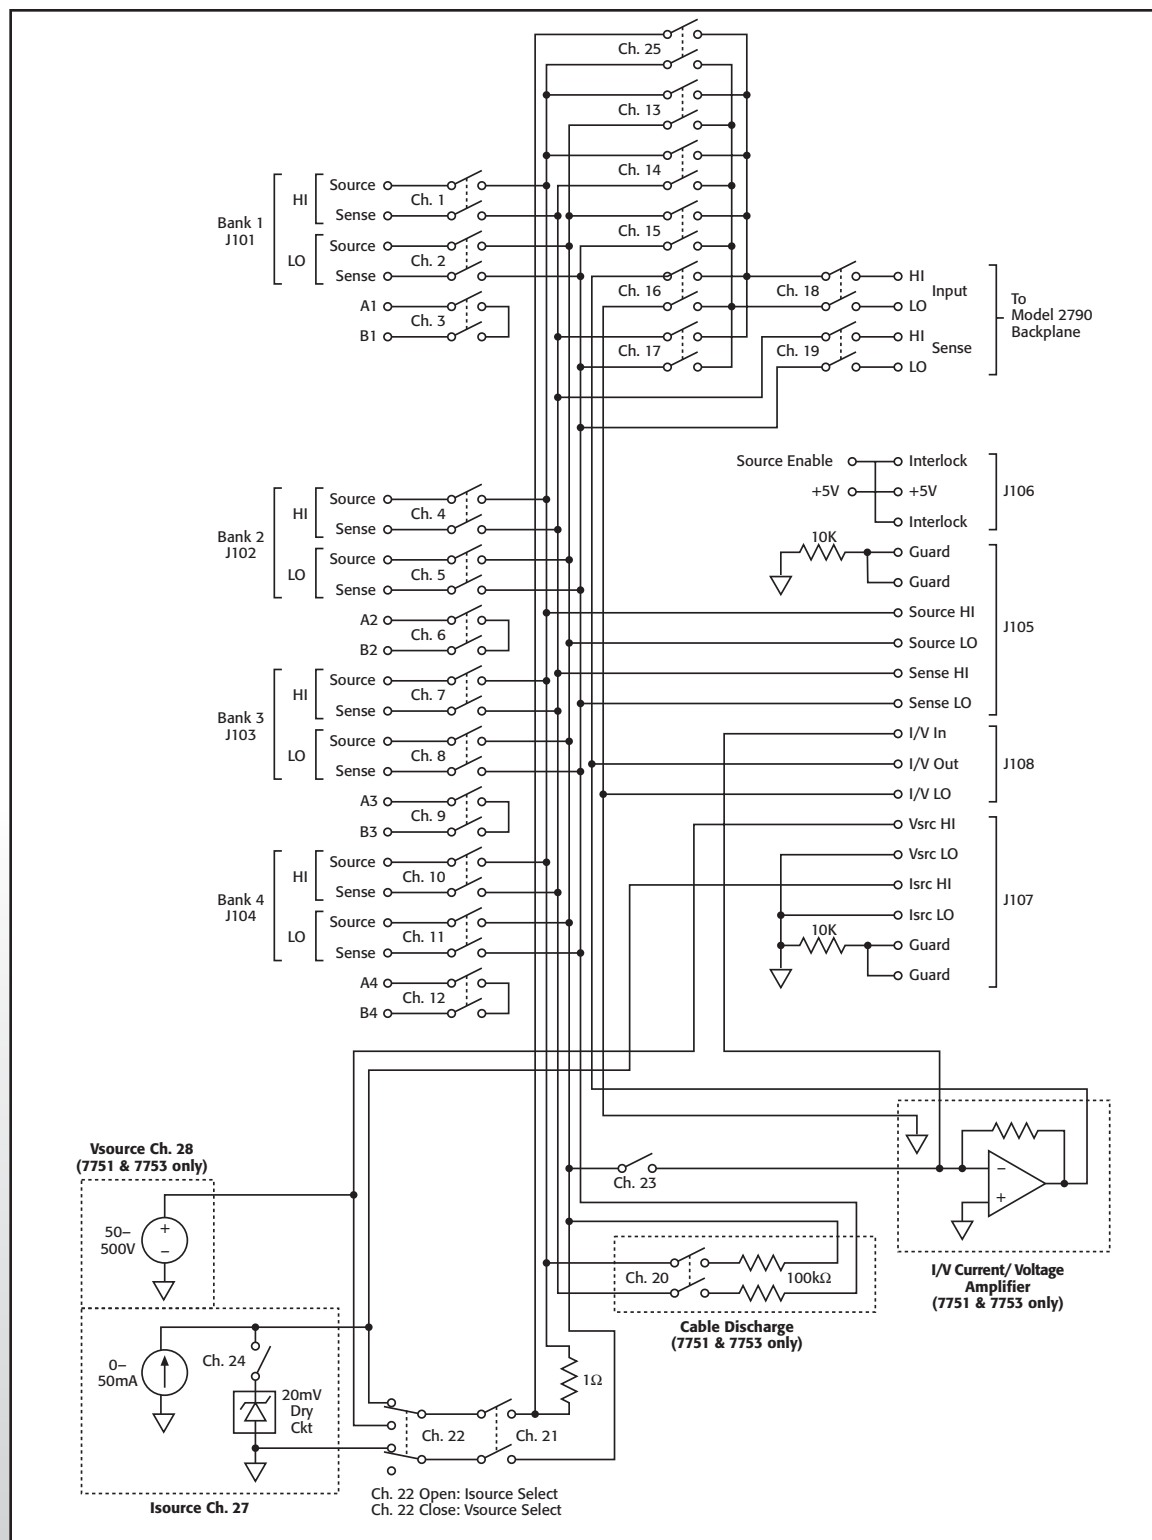 Ch. 25
Ch. 13
Ch. 14
Ch. 15
Ch. 16
Ch. 17
Bank 1
J101
HI
Source
Sense
LO
Source
Sense
Ch. 1
Ch. 2
A1
B1
Ch. 3
Ch. 18
Ch. 19
HI
Input
LO
HI
Sense
LO
To
Model 2790
Backplane
Bank 2
J102
HI
Source
Sense
LO
Source
Sense
Ch. 4
Ch. 5
A2
B2
Ch. 6
Bank 3
J103
HI
Source
Sense
LO
Source
Sense
Ch. 7
Ch. 8
A3
B3
Ch. 9
Bank 4
J104
HI
Source
Sense
LO
Source
Sense
Ch. 10
Ch. 11
A4
B4
Ch. 12
Source Enable
Interlock
+5V
+5V
Interlock
J106
10K
Guard
Guard
Source HI
Source LO
Sense HI
Sense LO
J105
I/V In
I/V Out
I/V LO
J108
Vsrc HI
Vsrc LO
Isrc HI
Isrc LO
10K
Guard
Guard
J107
Vsource Ch. 28
(7751 & 7753 only)
50–
500V
+
–
0–
50mA
Ch. 24
20mV
Dry
Ckt
Isource Ch. 27
Ch. 23
–
+
I/V Current/ Voltage
Amplifier
(7751 & 7753 only)
Ch. 20
100kΩ
Cable Discharge
(7751 & 7753 only)
1Ω
Ch. 22
Ch. 21
Ch. 22 Open: Isource Select
Ch. 22 Close: Vsource Select